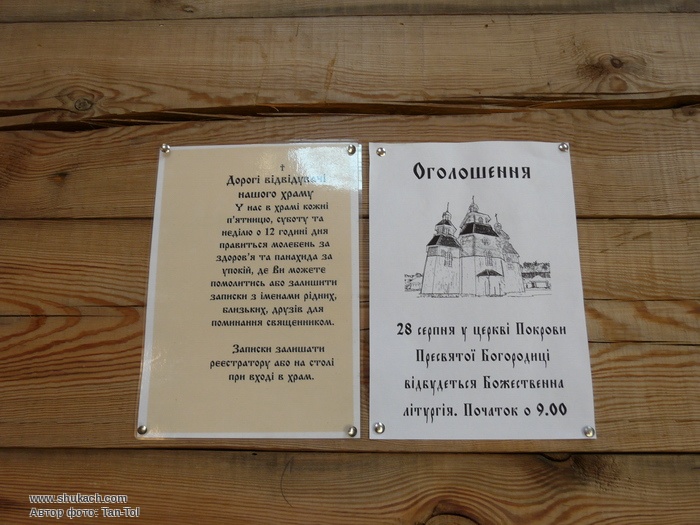 †
Дорогі відвідувачі
нашого храму
У нас в храмі кожні
п'ятницю, суботу та
неділю о 12 годині дня
правиться молебень за
здоров'я та панахида за
упокій, де Ви можете
помолитись або залишити
записки з іменами рідних,
близьких, друзів для
поминання священником.
Записки залишати
реєстратору або на столі
при вході в храм.
Оголошення
28 серпня у церкві Покрови
Пресвятої Богородиці
відбудеться Божественна
літургія. Початок о 9.00
www.shukach.com
Автор фото: Tan-Tol